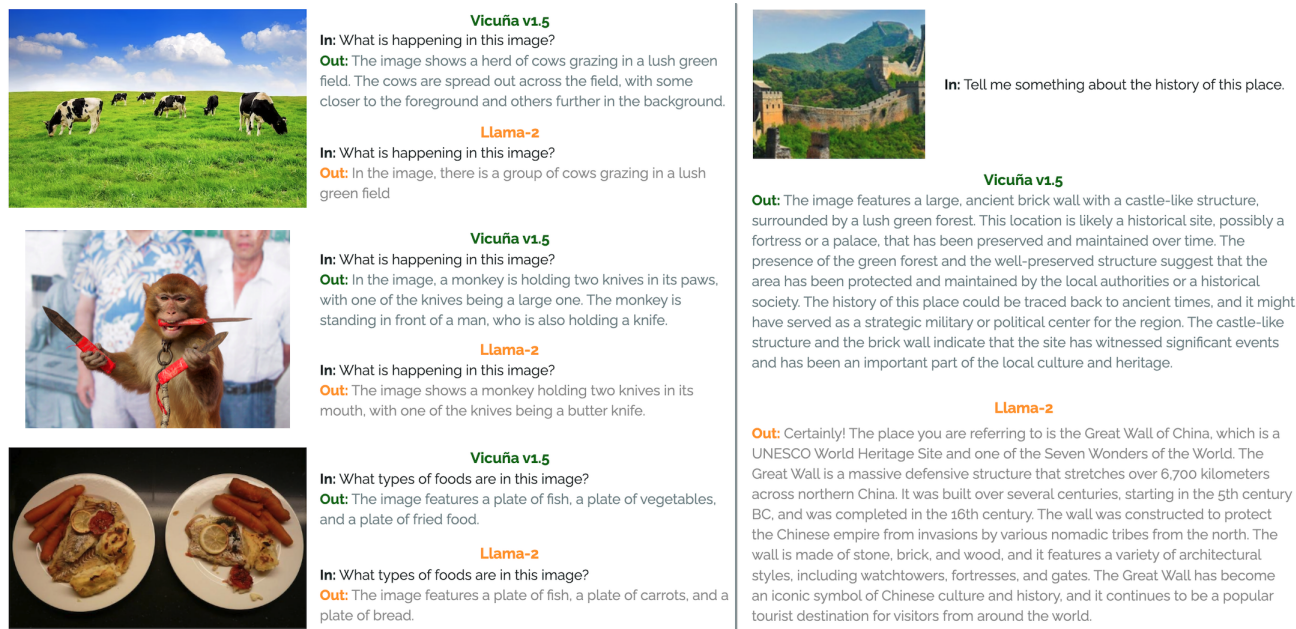 Vicuña v1.5
In: What is happening in this image?
Out: The image shows a herd of cows grazing in a lush green
field. The cows are spread out across the field, with some
closer to the foreground and others further in the background.
Llama-2
In: What is happening in this image?
Out: In the image, there is a group of cows grazing in a lush
green field
Vicuña v1.5
In: What is happening in this image?
Out: In the image, a monkey is holding two knives in its paws,
with one of the knives being a large one. The monkey is
standing in front of a man, who is also holding a knife.
Llama-2
In: What is happening in this image?
Out: The image shows a monkey holding two knives in its
mouth, with one of the knives being a butter knife.
Vicuña v1.5
In: What types of foods are in this image?
Out: The image features a plate of fish, a plate of vegetables,
and a plate of fried food.
Llama-2
In: What types of foods are in this image?
Out: The image features a plate of fish, a plate of carrots, and a
plate of bread.
In: Tell me something about the history of this place.
Vicuña v1.5
Out: The image features a large, ancient brick wall with a castle-like structure,
surrounded by a lush green forest. This location is likely a historical site, possibly a
fortress or a palace, that has been preserved and maintained over time. The
presence of the green forest and the well-preserved structure suggest that the
area has been protected and maintained by the local authorities or a historical
society. The history of this place could be traced back to ancient times, and it might
have served as a strategic military or political center for the region. The castle-like
structure and the brick wall indicate that the site has witnessed significant events
and has been an important part of the local culture and heritage.
Llama-2
Out: Certainly! The place you are referring to is the Great Wall of China, which is a
UNESCO World Heritage Site and one of the Seven Wonders of the World. The
Great Wall is a massive defensive structure that stretches over 6,700 kilometers
across northern China. It was built over several centuries, starting in the 5th century
BC, and was completed in the 16th century. The wall was constructed to protect
the Chinese empire from invasions by various nomadic tribes from the north. The
wall is made of stone, brick, and wood, and it features a variety of architectural
styles, including watchtowers, fortresses, and gates. The Great Wall has become
an iconic symbol of Chinese culture and history, and it continues to be a popular
tourist destination for visitors from around the world.